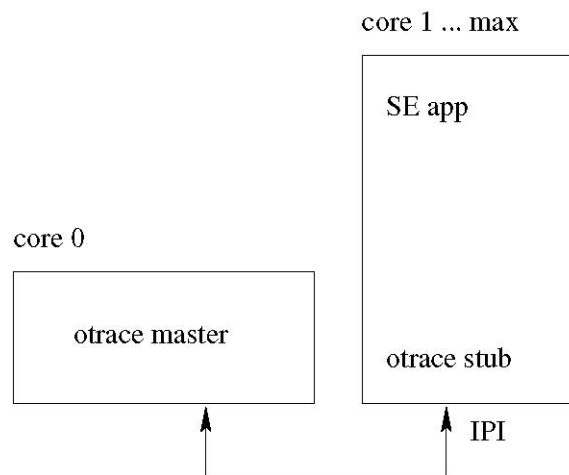 core 1 ... max
SE app
core 0
otrace master
otrace stub
IPI